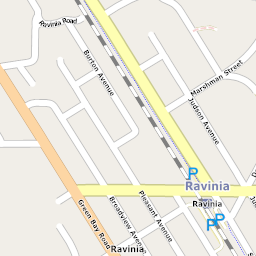 Ravinia Road
Burton Avenue
Marshman Street
Judson Avenue
P
Ravinia
Ravinia
P
P
Green Bay Road
Broadview Avenue
Pleasant Avenue
Ravinia